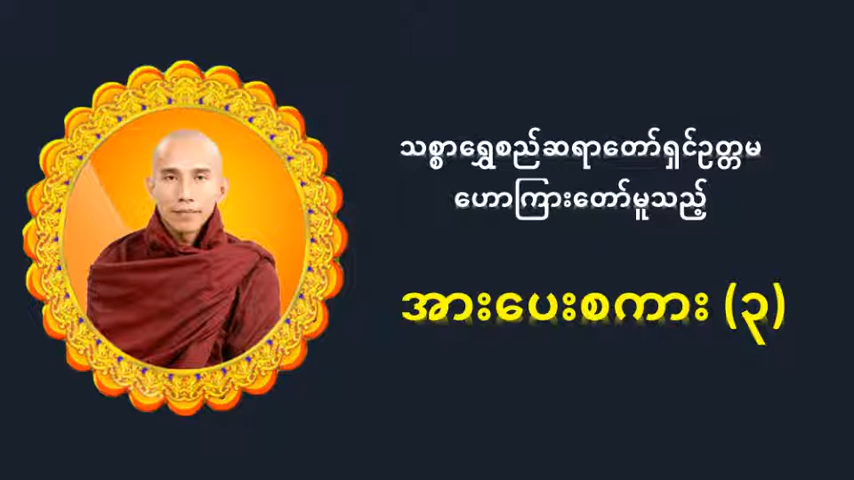 သစ္စာရွှေစည်ဆရာတော်ရှင်ဥတ္တမ
ဟောကြားတော်မူသည့်
အားပေးစကား (၃)